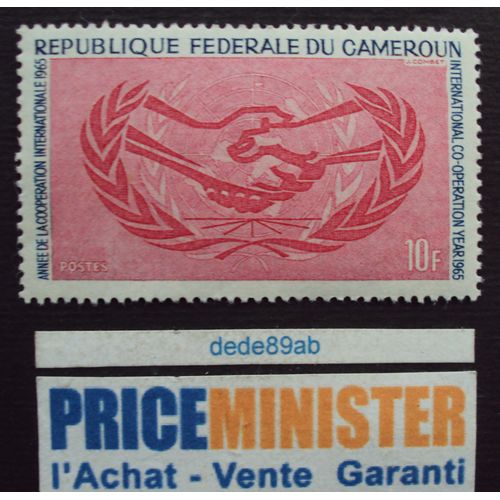 REPUBLIQUE FEDERALE DU CAMEROUN
J. COMBET
ANNEE DE LA COOPERATION INTERNATIONALE 1965
INTERNATIONAL CO-OPERATION YEAR 1965
POSTES
10F
dede89ab
PRICEMINISTER
l'Achat - Vente Garanti